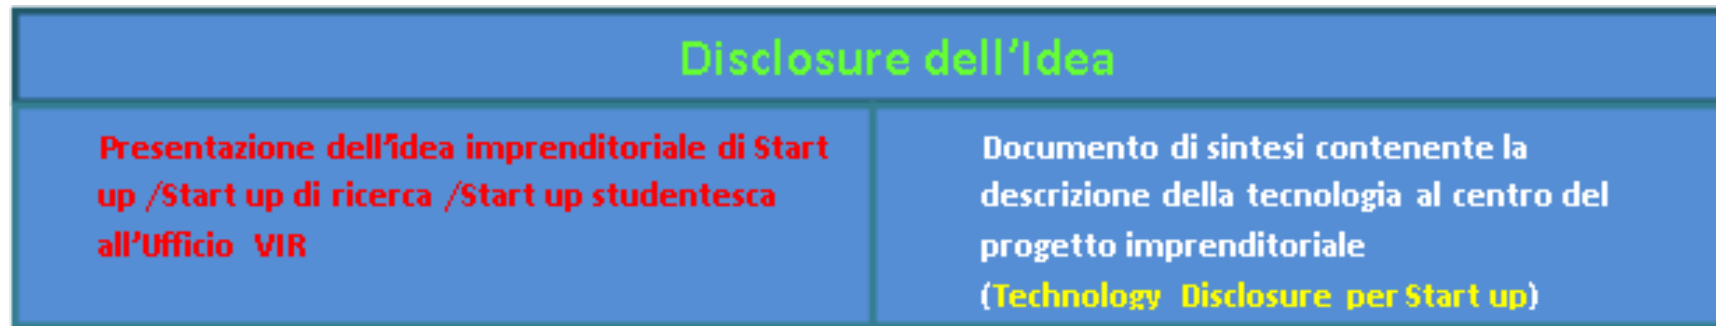 Disclosure dell'Idea
Presentazione dell'idea imprenditoriale di Start
up /Start up di ricerca /Start up studentesca
all'Ufficio VIR
Documento di sintesi contenente la
descrizione della tecnologia al centro del
progetto imprenditoriale
(Technology Disclosure per Start up)